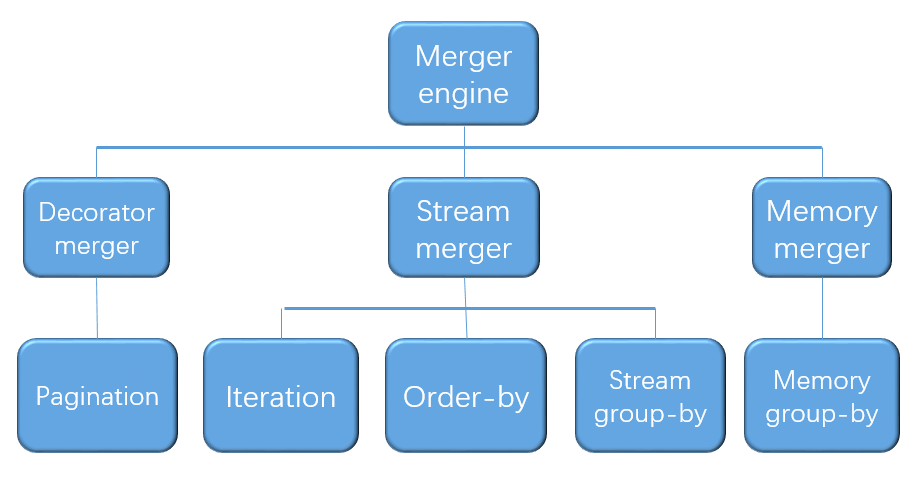 Merger
engine
Decorator
merger
Stream
merger
Memory
merger
Pagination
Iteration
Order-by
Stream
group-by
Memory
group-by